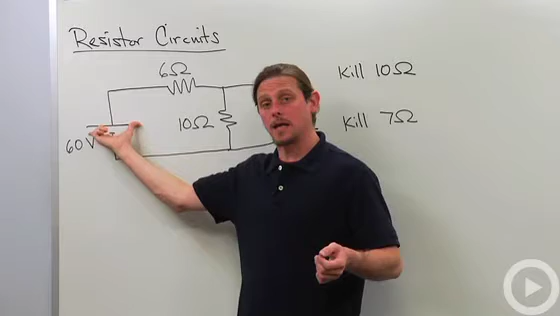 Resistor Circuits
6Ω
Kill 10Ω
10Ω
Kill 7Ω
60V